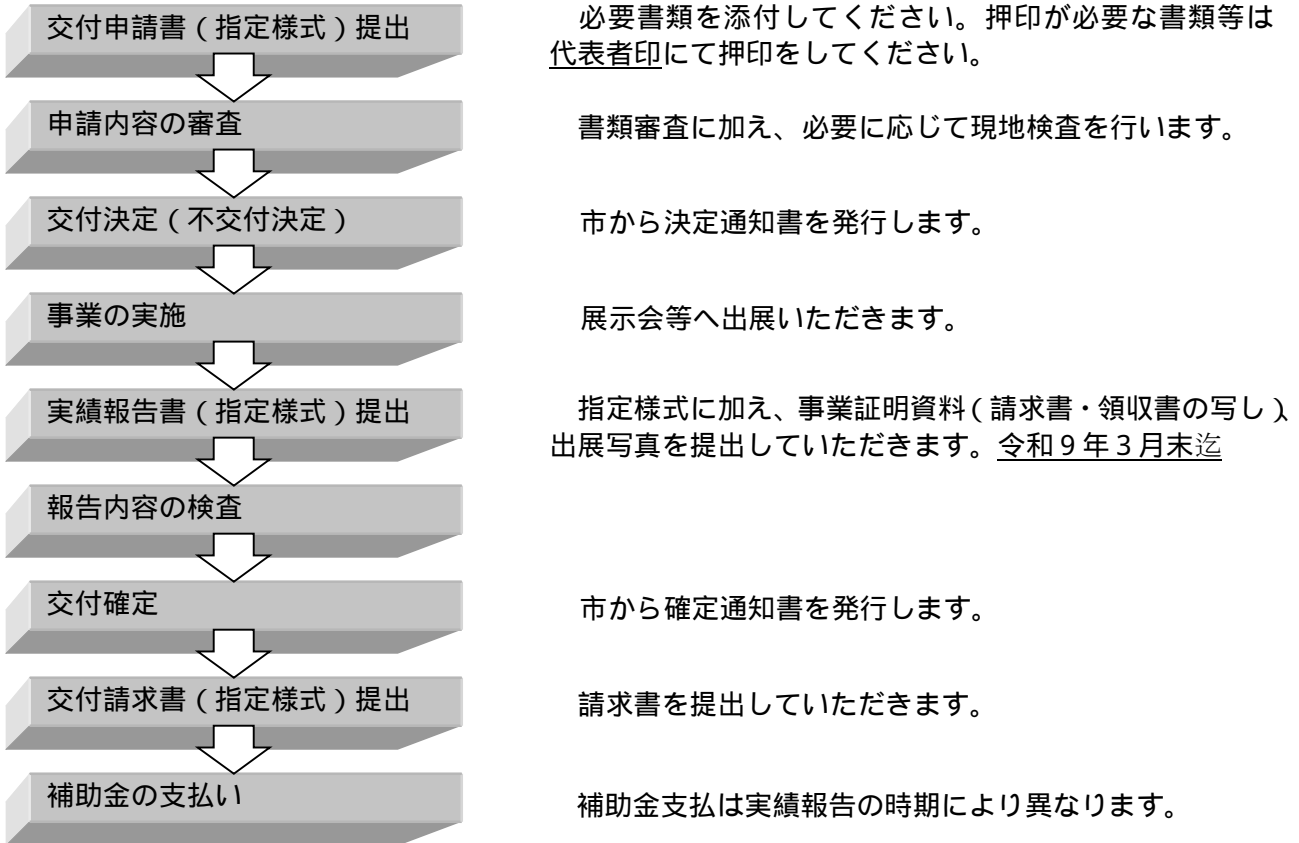 交付申請書（指定様式）提出
必要書類を添付してください。押印が必要な書類等は
代表者印にて押印をしてください。
申請内容の審査
書類審査に加え、必要に応じて現地検査を行います。
交付決定（不交付決定）
市から決定通知書を発行します。
事業の実施
展示会等へ出展いただきます。
実績報告書（指定様式）提出
指定様式に加え、事業証明資料（請求書・領収書の写し）、
出展写真を提出していただきます。令和９年３月末迄
報告内容の検査
交付確定
市から確定通知書を発行します。
交付請求書（指定様式）提出
請求書を提出していただきます。
補助金の支払い
補助金支払は実績報告の時期により異なります。